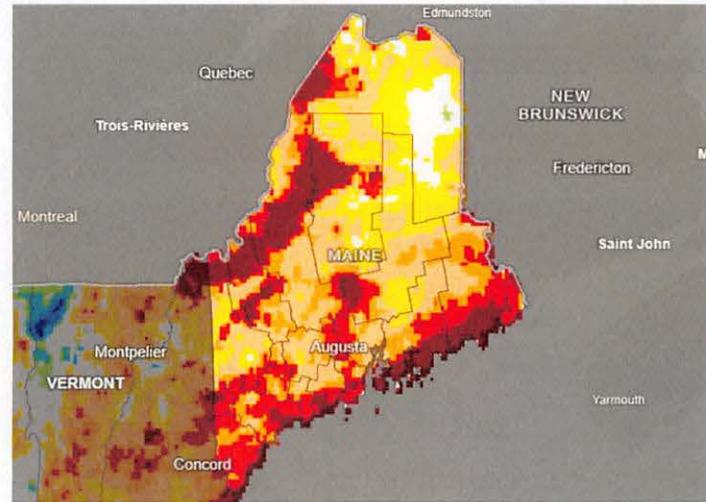 Edmundston
Quebec
NEW
BRUNSWICK
Trois-Rivières
Fredericton
M
Montreal
Saint John
MAINE
Montpelier
Augusta
VERMONT
Yarmouth
Concord